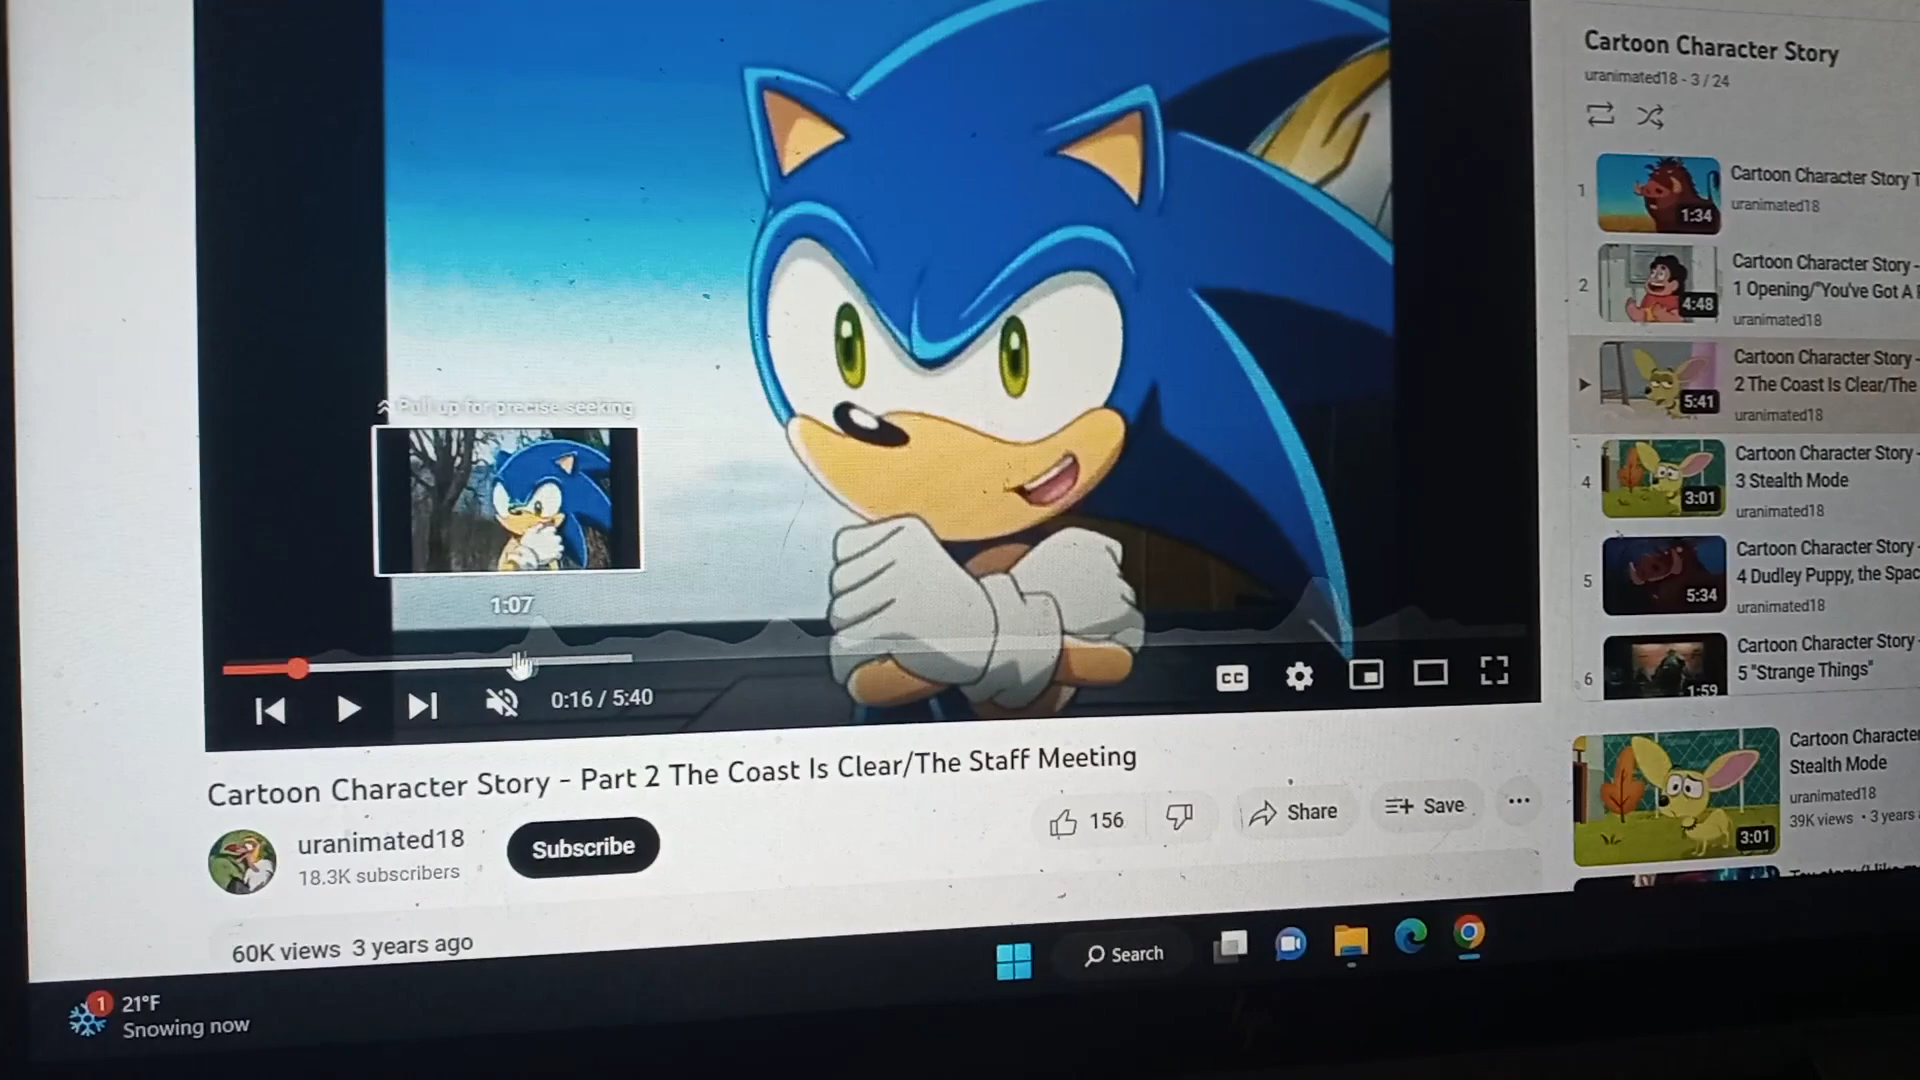 Cartoon Character Story
uranimated18 - 3 / 24
1
1:34
Cartoon Character Story
uranimated18
2
4:48
Cartoon Character Story -
1 Opening/"You've Got A
uranimated18
5:41
Cartoon Character Story -
2 The Coast Is Clear/The
uranimated18
4
3:01
Cartoon Character Story -
3 Stealth Mode
uranimated18
5
5:34
Cartoon Character Story -
4 Dudley Puppy, the
uranimated18
6
1:59
Cartoon Character Story -
5 "Strange Things"
3:01
Stealth Mode
uranimated18
39K views • 3 years
Pull up for precise seeking
1:07
0:16 / 5:40
CC
Cartoon Character Story - Part 2 The Coast Is Clear/The Staff Meeting
uranimated18
18.3K subscribers
Subscribe
156
Share
Save
60K views 3 years ago
Search
1
21°F
Snowing now